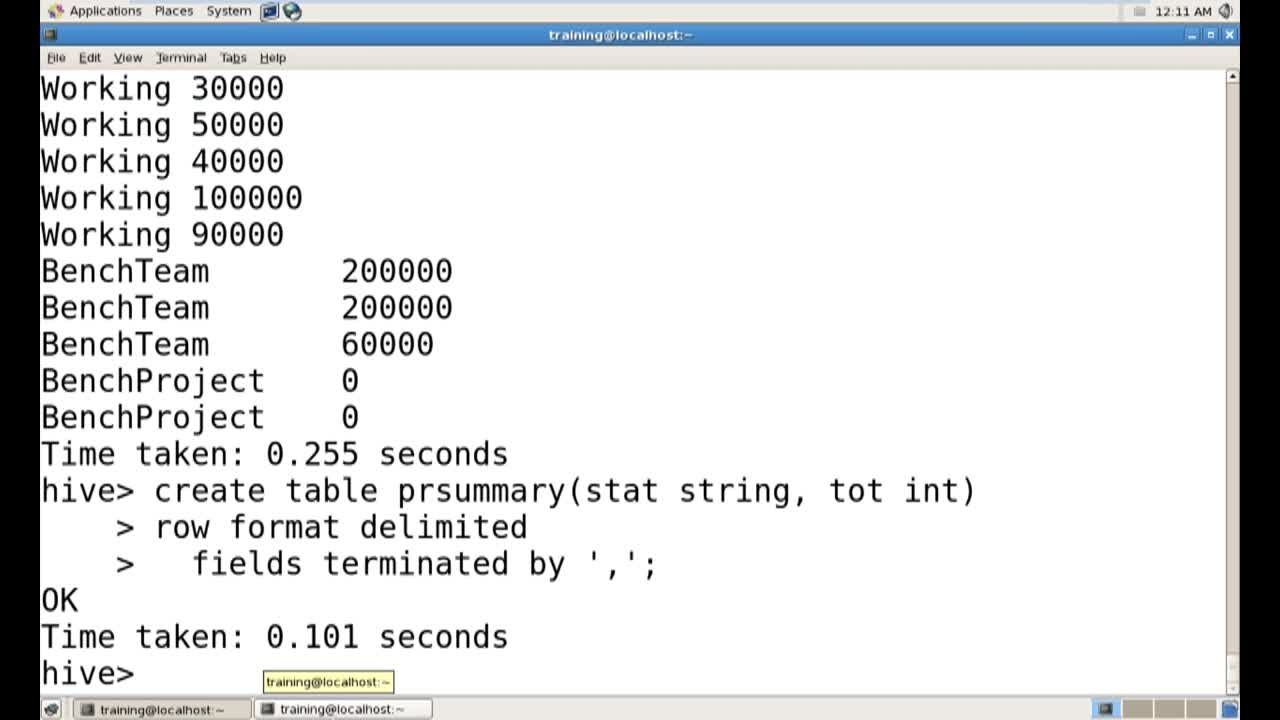 Applications Places System 12:11 AM
training@localhost:~
File Edit View Terminal Tabs Help
Working 30000
Working 50000
Working 40000
Working 100000
Working 90000
BenchTeam 200000
BenchTeam 200000
BenchTeam 60000
BenchProject 0
BenchProject 0
Time taken: 0.255 seconds
hive> create table prsummary(stat string, tot int)
> row format delimited
> fields terminated by ',';
OK
Time taken: 0.101 seconds
hive>
training@localhost:~
training@localhost:~ training@localhost:~